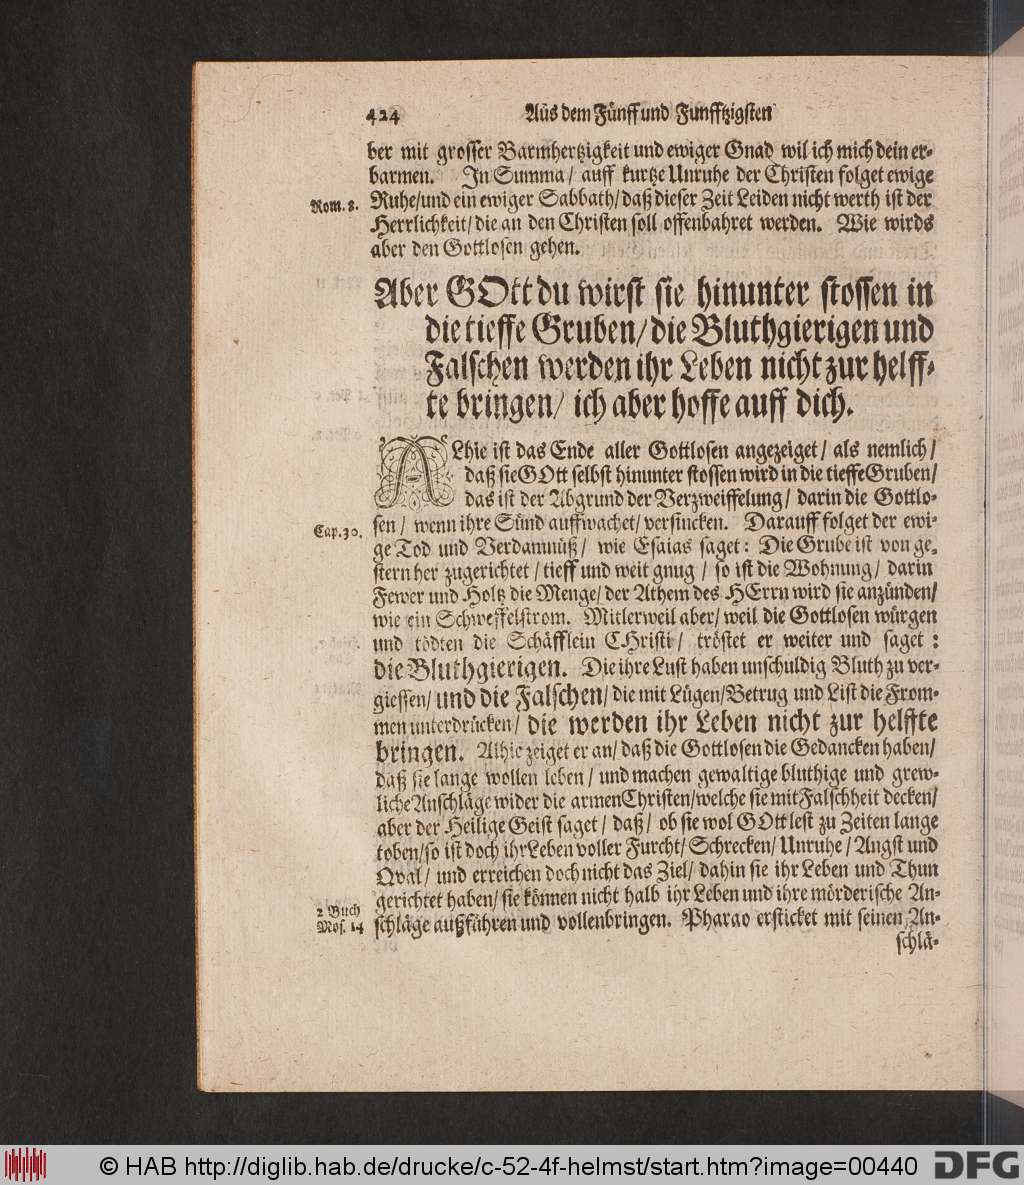 424 Aus dem Fünff und Funfftzigsten
ber mit grosser Barmhertzigkeit und ewiger Gnad wil ich mich dein er-
barmen. In Summa / auff kurtze Unruhe der Christen folget ewige
Rom. 8. Ruhe / und ein ewiger Sabbath / daß dieser Zeit Leiden nicht werth ist der
Herrlichkeit / die an den Christen soll offenbahret werden. Wie wirds
aber den Gottlosen gehen.
Aber GOtt du wirst sie hinunter stossen in
die tieffe Gruben / die Bluthgierigen und
Falschen werden ihr Leben nicht zur helff-
te bringen / ich aber hoffe auff dich.
ALhie ist das Ende aller Gottlosen angezeiget / als nemlich /
daß sie GOtt selbst hinunter stossen wird in die tieffe Gruben /
das ist der Abgrund der Verzweiffelung / darin die Gottlo-
Cap. 30. sen / wenn ihre Sünd auffwachet / versincken. Darauff folget der ewi-
ge Tod und Verdamnüß / wie Esaias saget: Die Grube ist von ge-
stern her zugerichtet / tieff und weit gnug / so ist die Wohnung / darin
Fewer und Holtz die Menge / der Athem des HErrn wird sie anzünden /
wie ein Schweffelstrom. Mitlerweil aber / weil die Gottlosen würgen
und tödten die Schäfflein CHristi / tröstet er weiter und saget:
die Bluthgierigen. Die ihre Lust haben unschuldig Bluth zu ver-
giessen / und die Falschen / die mit Lügen / Betrug und List die From-
men unterdrücken / die werden ihr Leben nicht zur helffte
bringen. Alhie zeiget er an / daß die Gottlosen die Gedancken haben /
daß sie lange wollen leben / und machen gewaltige bluthige und grew-
liche Anschläge wider die armen Christen / welche sie mit Falschheit decken /
aber der Heilige Geist saget / daß / ob sie wol GOtt lest zu Zeiten lange
toben / so ist doch ihr Leben voller Furcht / Schrecken / Unruhe / Angst und
Qval / und erreichen doch nicht das Ziel / dahin sie ihr Leben und Thun
gerichtet haben / sie können nicht halb ihr Leben und ihre mörderische An-
2 Buch
Mos. 14 schläge außführen und vollenbringen. Pharao ersticket mit seinen An-
schlä-
© HAB http://diglib.hab.de/drucke/c-52-4f-helmst/start.htm?image=00440 DFG